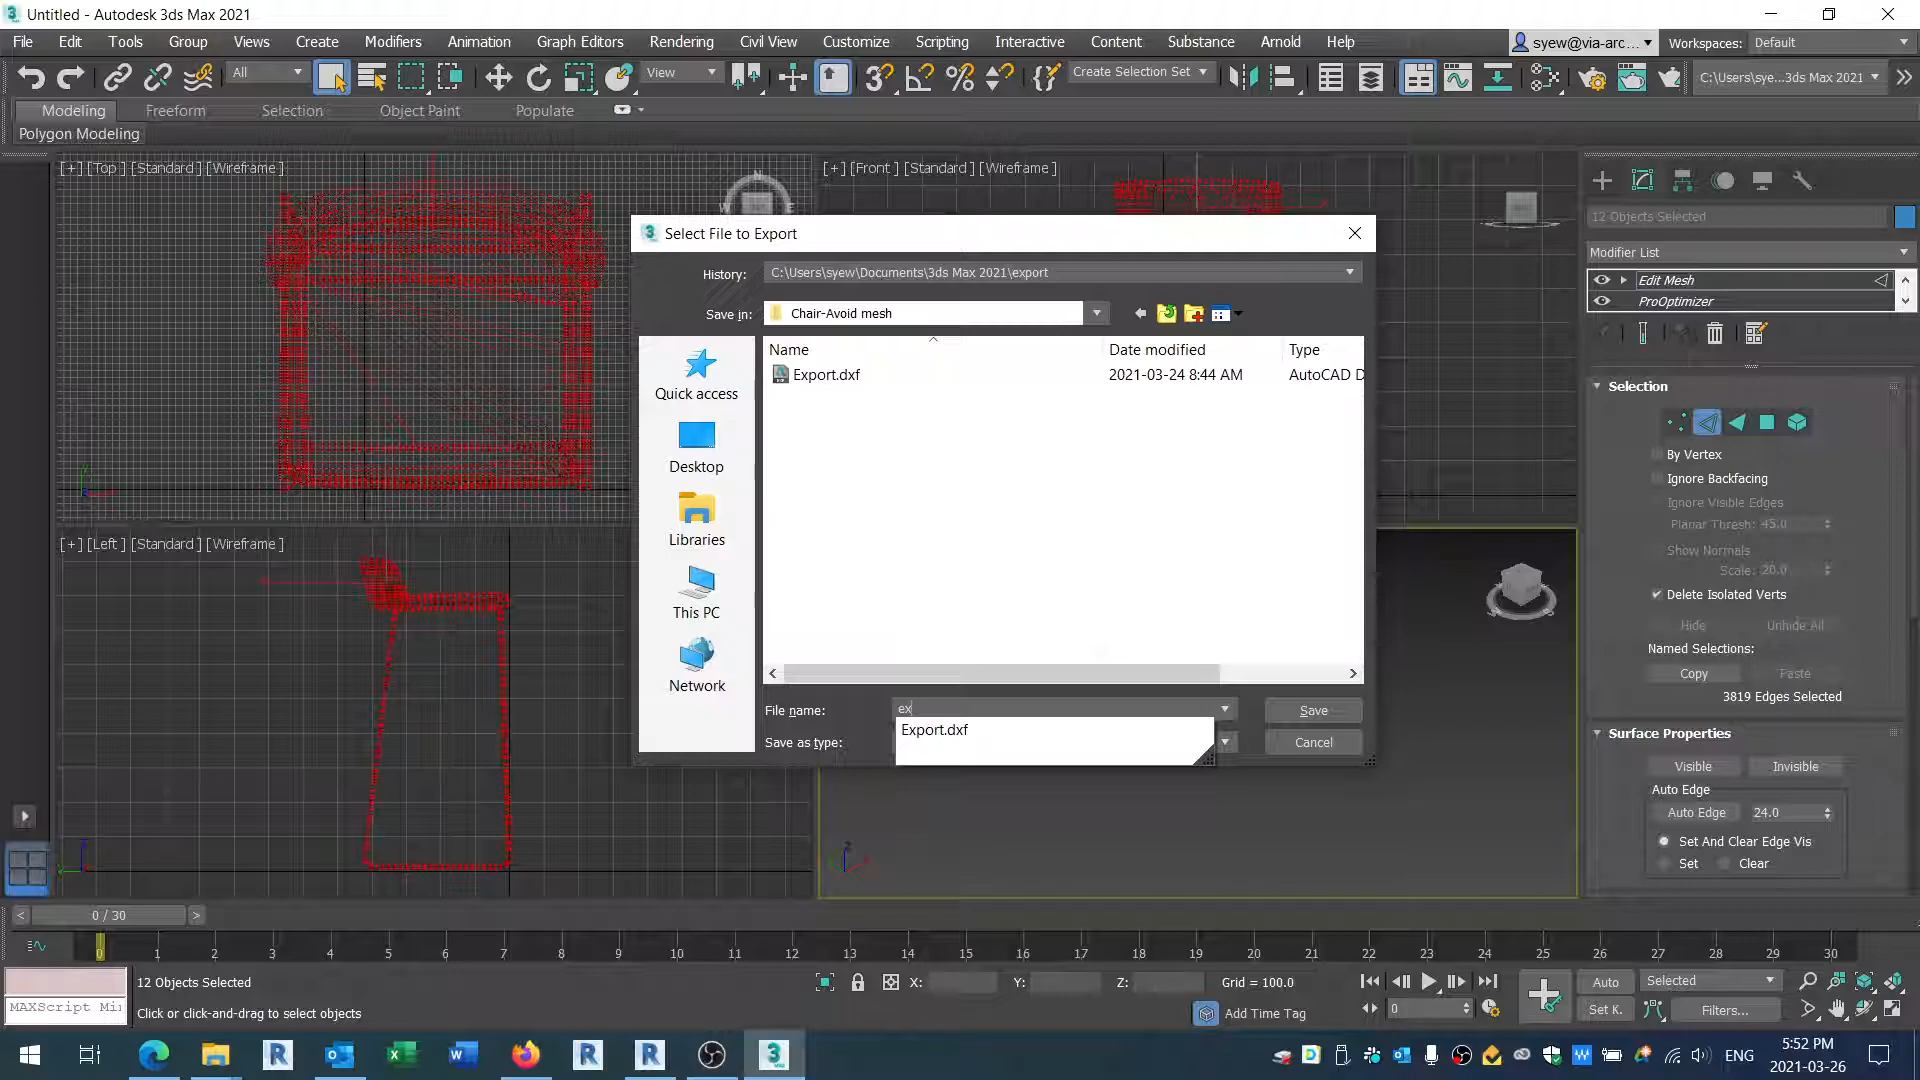 Untitled - Autodesk 3ds Max 2021
File Edit Tools Group Views Create Modifiers Animation Graph Editors Rendering Civil View Customize Scripting Interactive Content Substance Arnold Help
syew@via-arc... Workspaces: Default
All View Create Selection Set C:\Users\sye...3ds Max 2021
Modeling Freeform Selection Object Paint Populate
Polygon Modeling
[+] [Top ] [Standard ] [Wireframe ]
[+] [Front ] [Standard ] [Wireframe ]
N
W E
12 Objects Selected
Modifier List
Edit Mesh
ProOptimizer
Select File to Export
History: C:\Users\syew\Documents\3ds Max 2021\export
Save in: Chair-Avoid mesh
Name Date modified Type
Export.dxf 2021-03-24 8:44 AM AutoCAD D
Quick access
Desktop
Libraries
This PC
Network
File name: ex
Save
Export.dxf
Save as type:
Cancel
[+] [Left ] [Standard ] [Wireframe ]
Selection
By Vertex
Ignore Backfacing
Ignore Visible Edges
Planar Thresh: 45.0
Show Normals
Scale: 20.0
Delete Isolated Verts
Hide Unhide All
Named Selections:
Copy Paste
3819 Edges Selected
Surface Properties
Visible Invisible
Auto Edge
Auto Edge 24.0
Set And Clear Edge Vis
Set Clear
0 / 30
0 1 2 3 4 5 6 7 8 9 10 11 12 13 14 15 16 17 18 19 20 21 22 23 24 25 26 27 28 29 30
12 Objects Selected
X: Y: Z: Grid = 100.0
Auto Selected
MAXScript Mi
Click or click-and-drag to select objects
Add Time Tag
0
Set K. Filters...
ENG
5:52 PM
2021-03-26